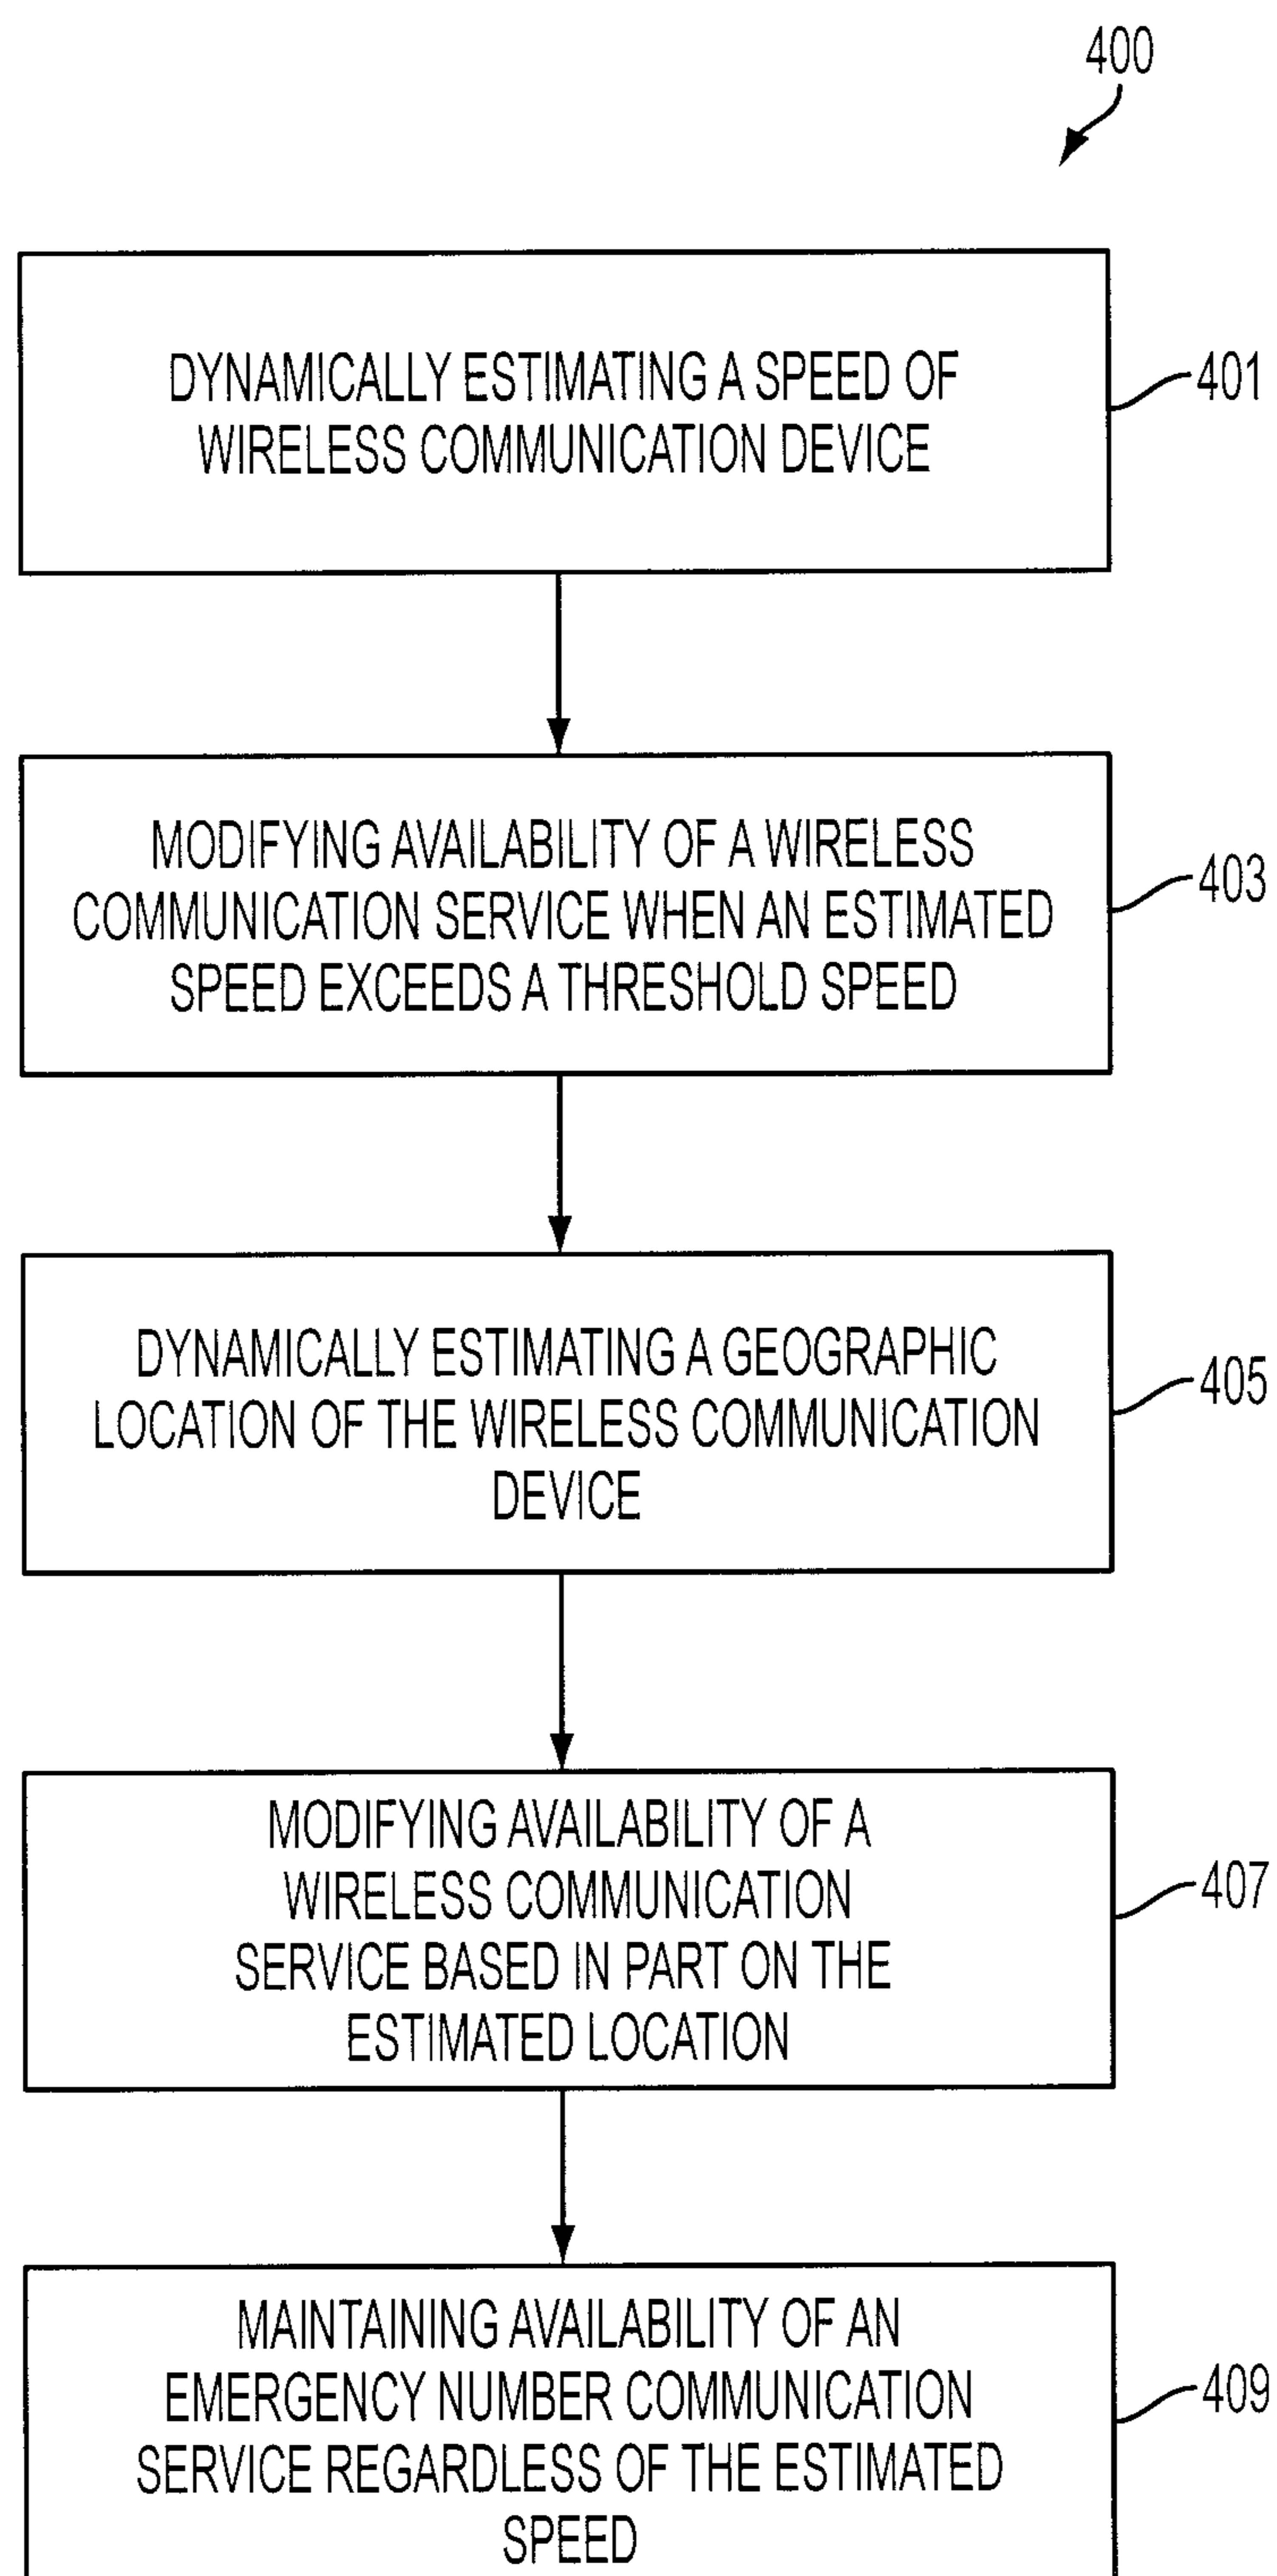 400
DYNAMICALLY ESTIMATING A SPEED OF
WIRELESS COMMUNICATION DEVICE
401
MODIFYING AVAILABILITY OF A WIRELESS
COMMUNICATION SERVICE WHEN AN ESTIMATED
SPEED EXCEEDS A THRESHOLD SPEED
403
DYNAMICALLY ESTIMATING A GEOGRAPHIC
LOCATION OF THE WIRELESS COMMUNICATION
DEVICE
405
MODIFYING AVAILABILITY OF A
WIRELESS COMMUNICATION
SERVICE BASED IN PART ON THE
ESTIMATED LOCATION
407
MAINTAINING AVAILABILITY OF AN
EMERGENCY NUMBER COMMUNICATION
SERVICE REGARDLESS OF THE ESTIMATED
SPEED
409